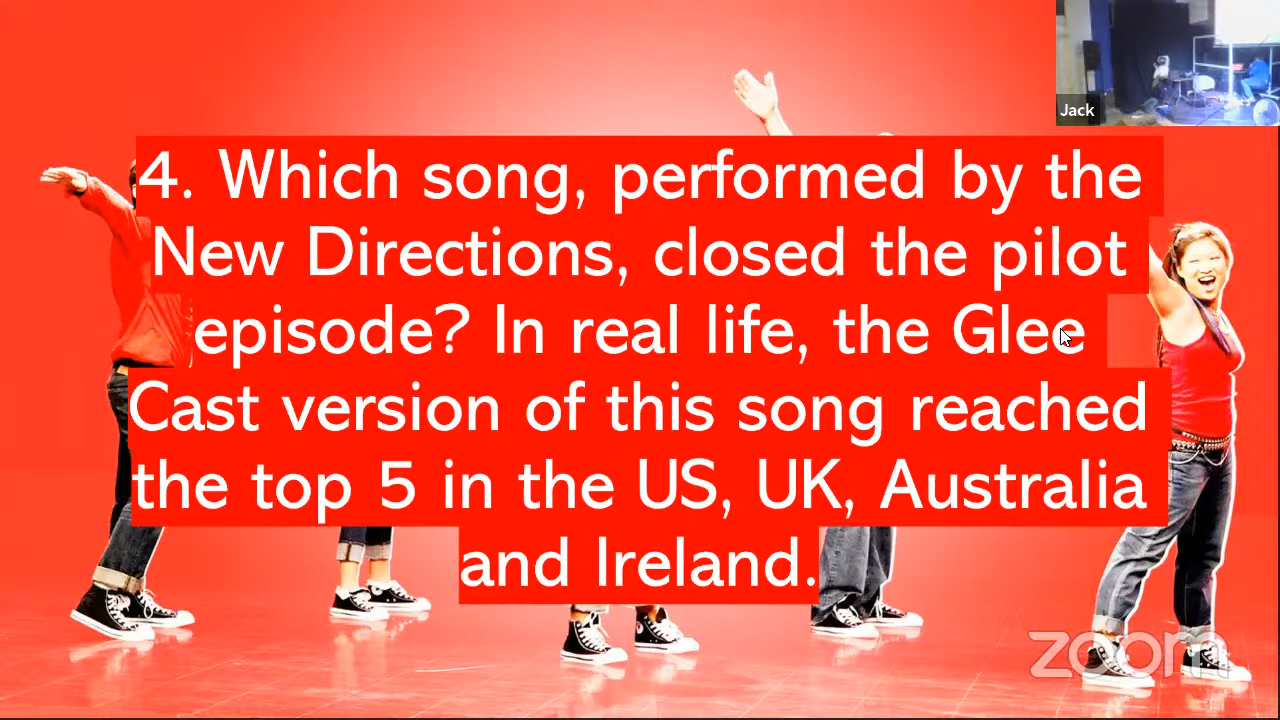 Jack
4. Which song, performed by the
New Directions, closed the pilot
episode? In real life, the Glee
Cast version of this song reached
the top 5 in the US, UK, Australia
and Ireland.
zoom